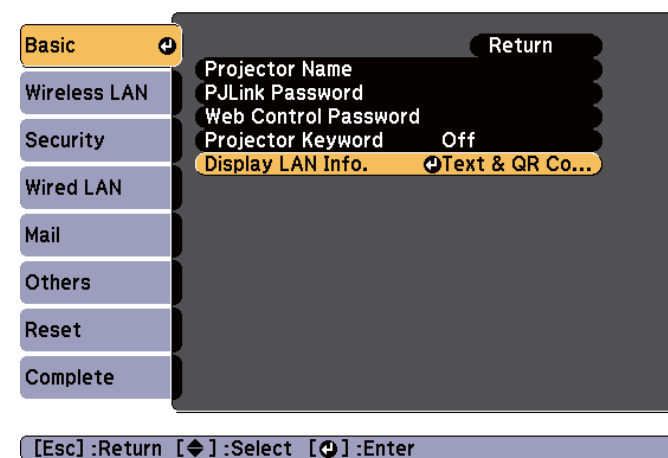 Basic
Wireless LAN
Security
Wired LAN
Mail
Others
Reset
Complete
Return
Projector Name
PJLink Password
Web Control Password
Projector Keyword Off
Display LAN Info. Text & QR Co...
[Esc] :Return [◆] :Select [⏎] :Enter